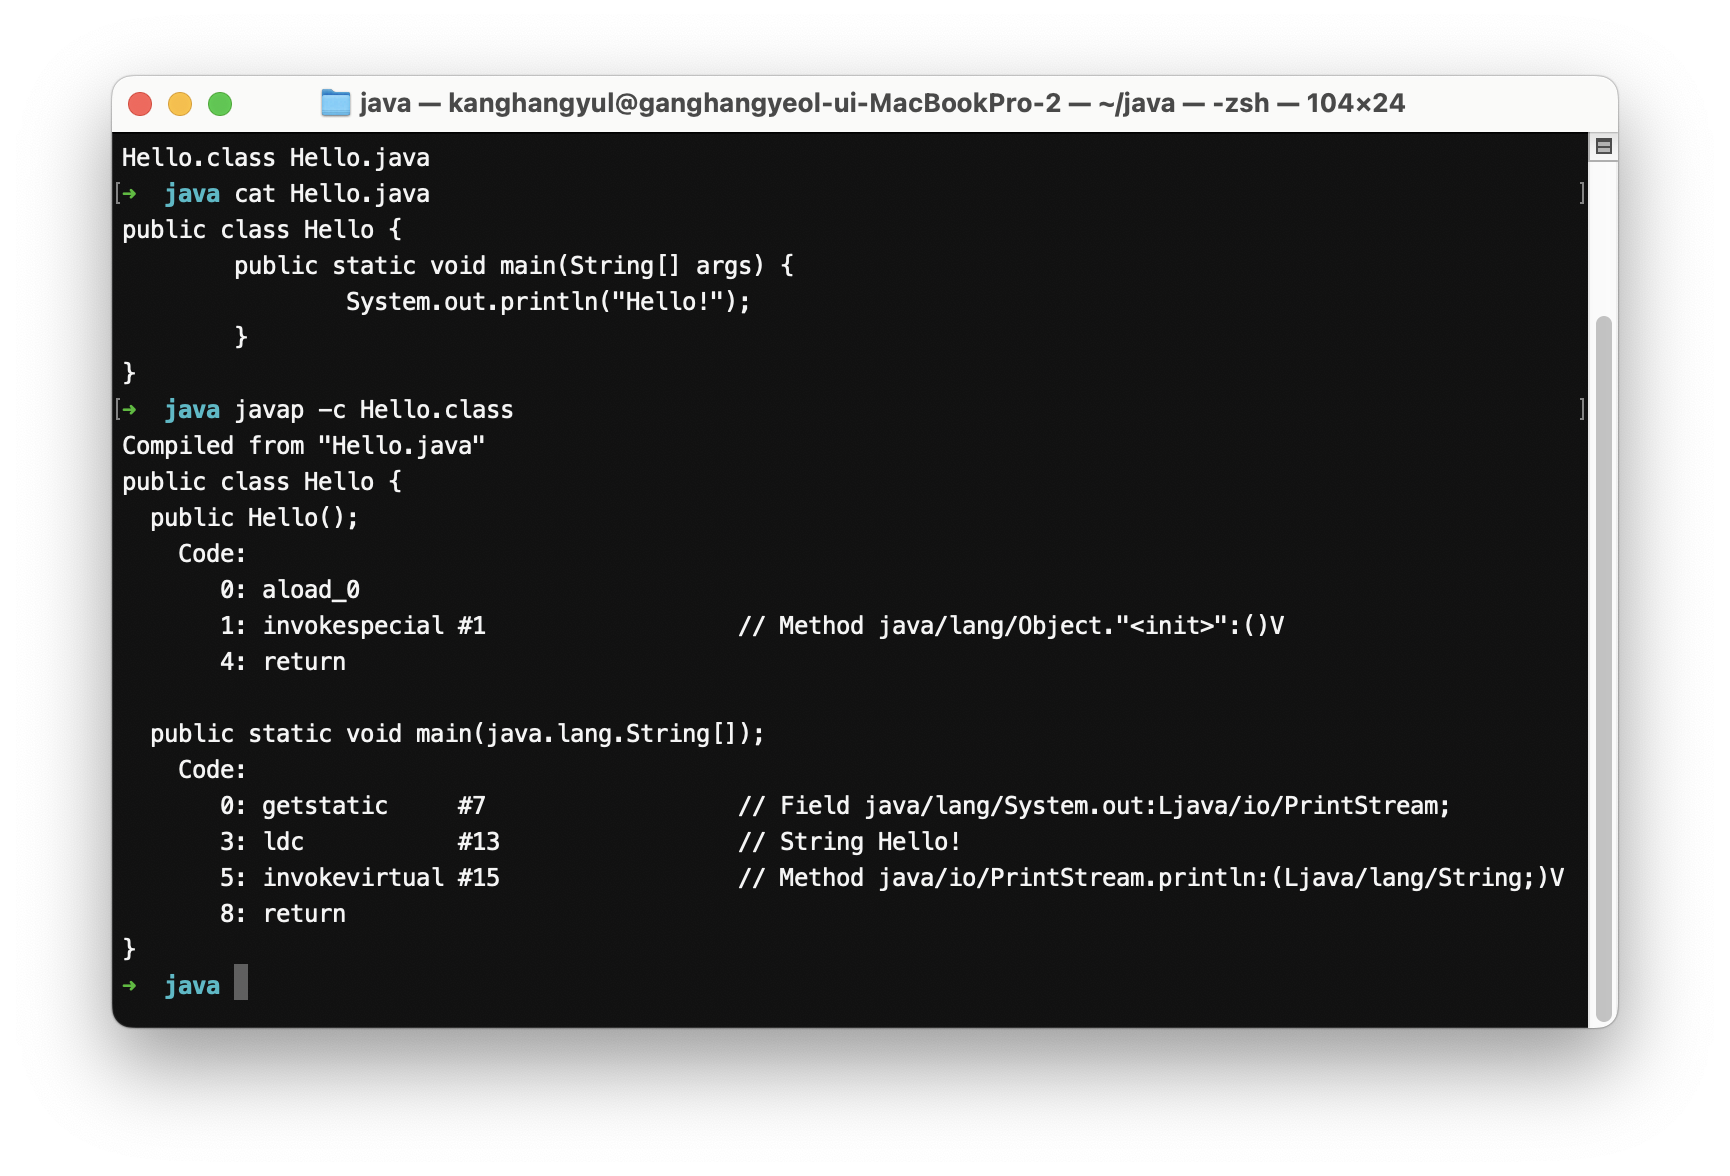 java — kanghangyul@ganghangyeol-ui-MacBookPro-2 — ~/java — -zsh — 104×24
Hello.class Hello.java
[➜  java cat Hello.java ]
public class Hello {
        public static void main(String[] args) {
                System.out.println("Hello!");
        }
}
[➜  java javap -c Hello.class ]
Compiled from "Hello.java"
public class Hello {
  public Hello();
    Code:
       0: aload_0
       1: invokespecial #1                  // Method java/lang/Object."<init>":()V
       4: return

  public static void main(java.lang.String[]);
    Code:
       0: getstatic     #7                  // Field java/lang/System.out:Ljava/io/PrintStream;
       3: ldc           #13                 // String Hello!
       5: invokevirtual #15                 // Method java/io/PrintStream.println:(Ljava/lang/String;)V
       8: return
}
➜  java